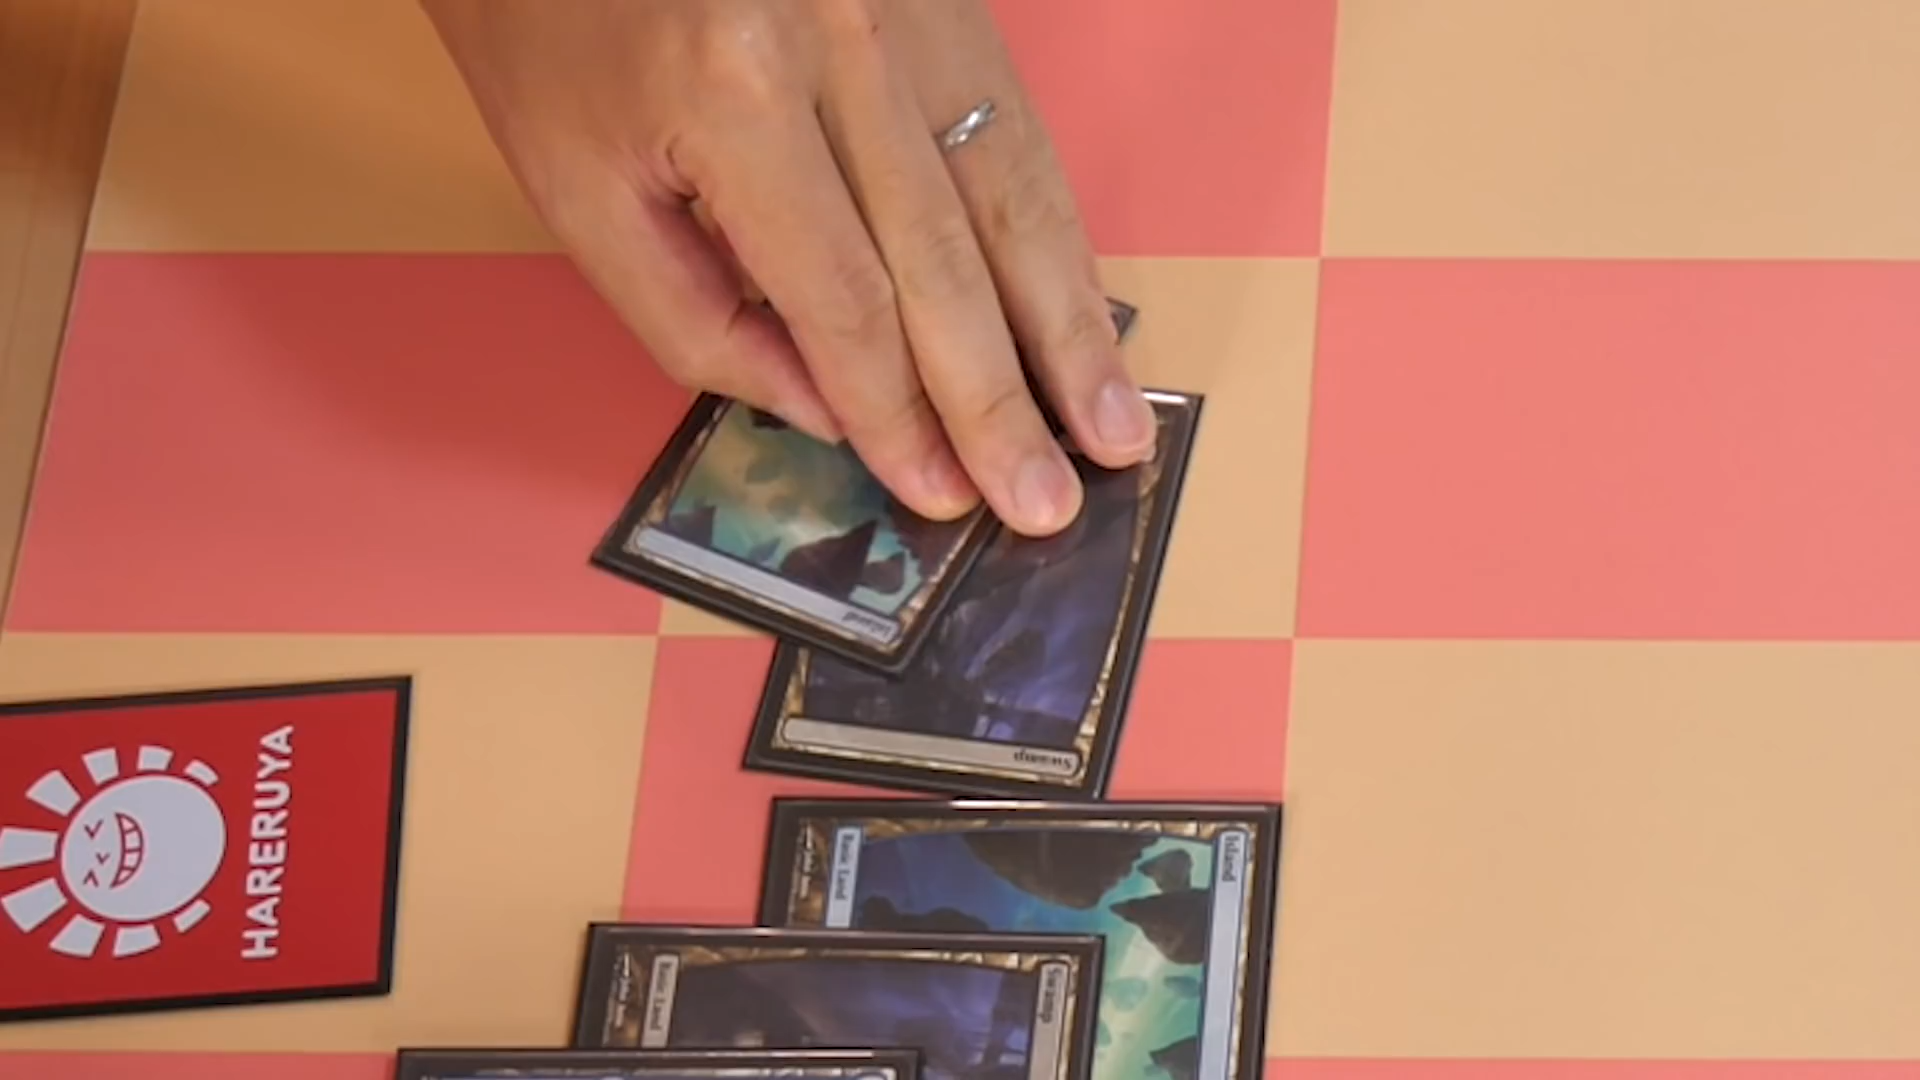 Island
Swamp
HARERUYA
Basic Land
Island
Basic Land
Swamp